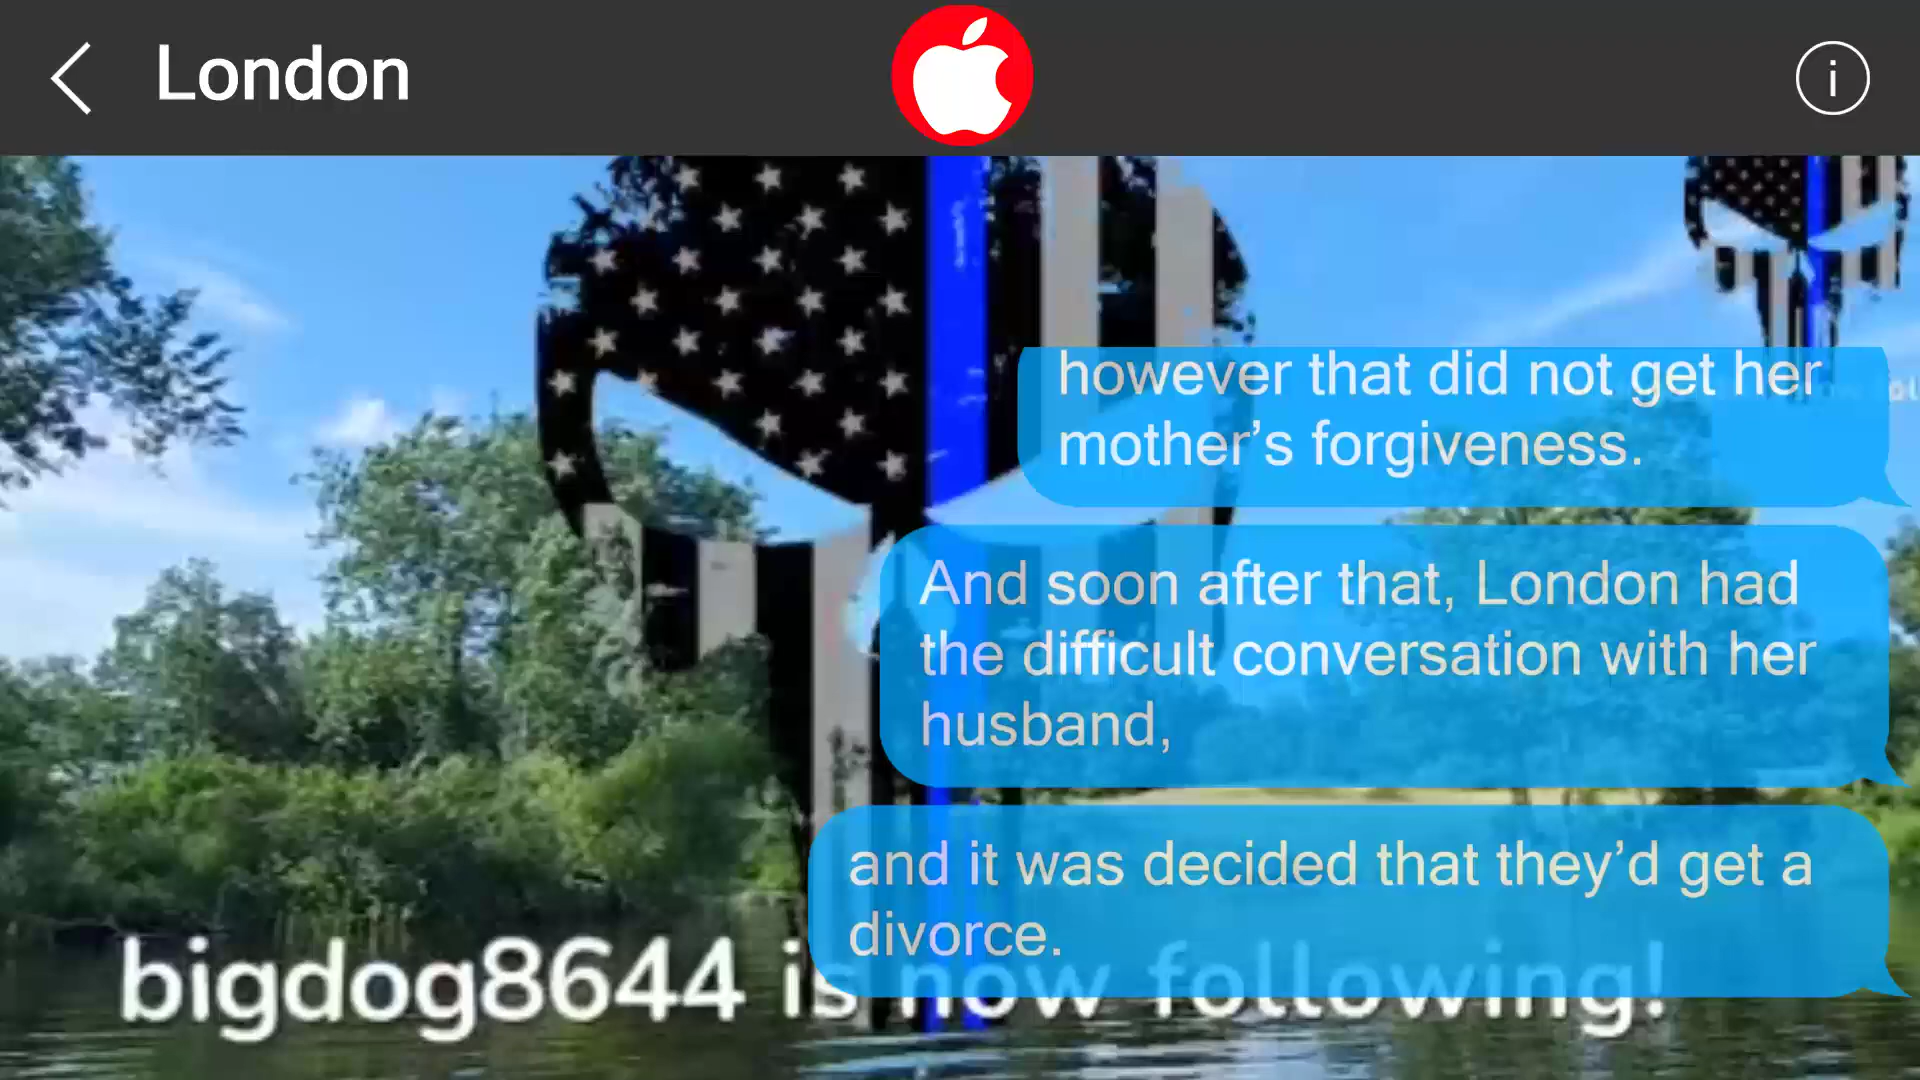 London
i
however that did not get her
mother’s forgiveness.
And soon after that, London had
the difficult conversation with her
husband,
and it was decided that they’d get a
divorce.
bigdog8644 is now following!